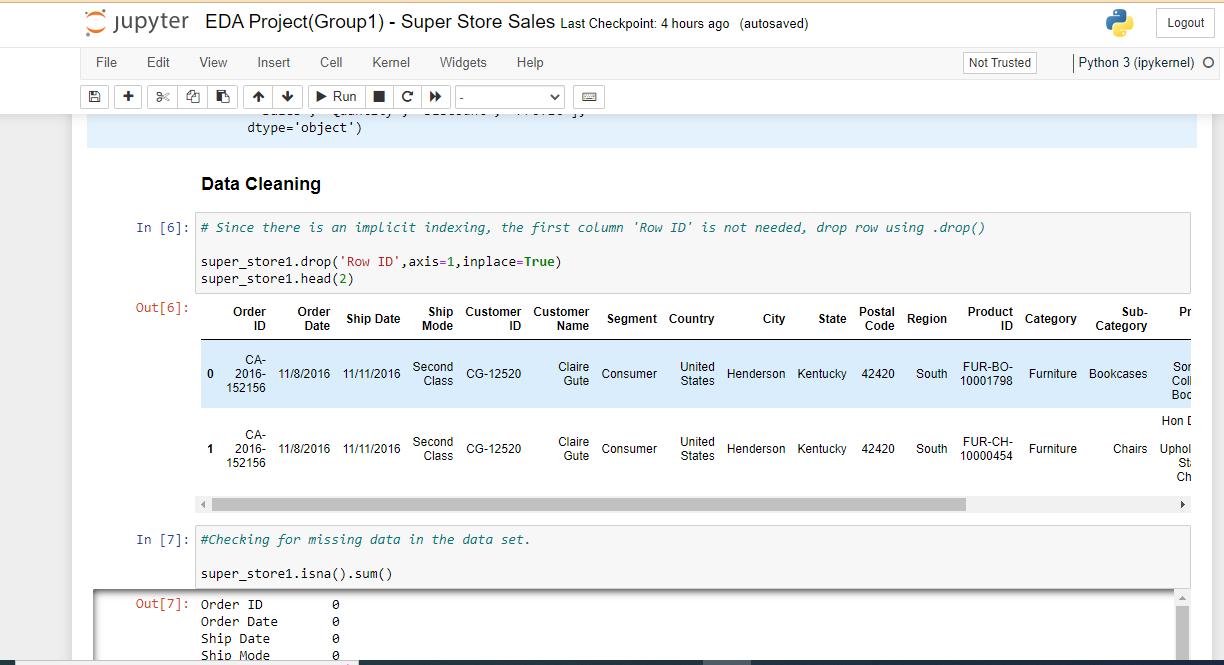 jupyter EDA Project(Group1) - Super Store Sales Last Checkpoint: 4 hours ago (autosaved) Logout
File Edit View Insert Cell Kernel Widgets Help Not Trusted Python 3 (ipykernel)
Run -
dtype='object')
Data Cleaning
In [6]: # Since there is an implicit indexing, the first column 'Row ID' is not needed, drop row using .drop()
super_store1.drop('Row ID',axis=1,inplace=True)
super_store1.head(2)
Out[6]:
Order Order Ship Customer Customer Postal Product Sub- Pr
ID Date Ship Date Mode ID Name Segment Country City State Code Region ID Category Category
CA- Sor
0 2016- 11/8/2016 11/11/2016 Second CG-12520 Claire Consumer United Henderson Kentucky 42420 South FUR-BO- Furniture Bookcases Coll
152156 Class Gute States 10001798 Boo
Hon D
CA-
1 2016- 11/8/2016 11/11/2016 Second CG-12520 Claire Consumer United Henderson Kentucky 42420 South FUR-CH- Furniture Chairs Uphol
152156 Class Gute States 10000454 Sta
Ch
In [7]: #Checking for missing data in the data set.
super_store1.isna().sum()
Out[7]: Order ID 0
Order Date 0
Ship Date 0
Ship Mode 0